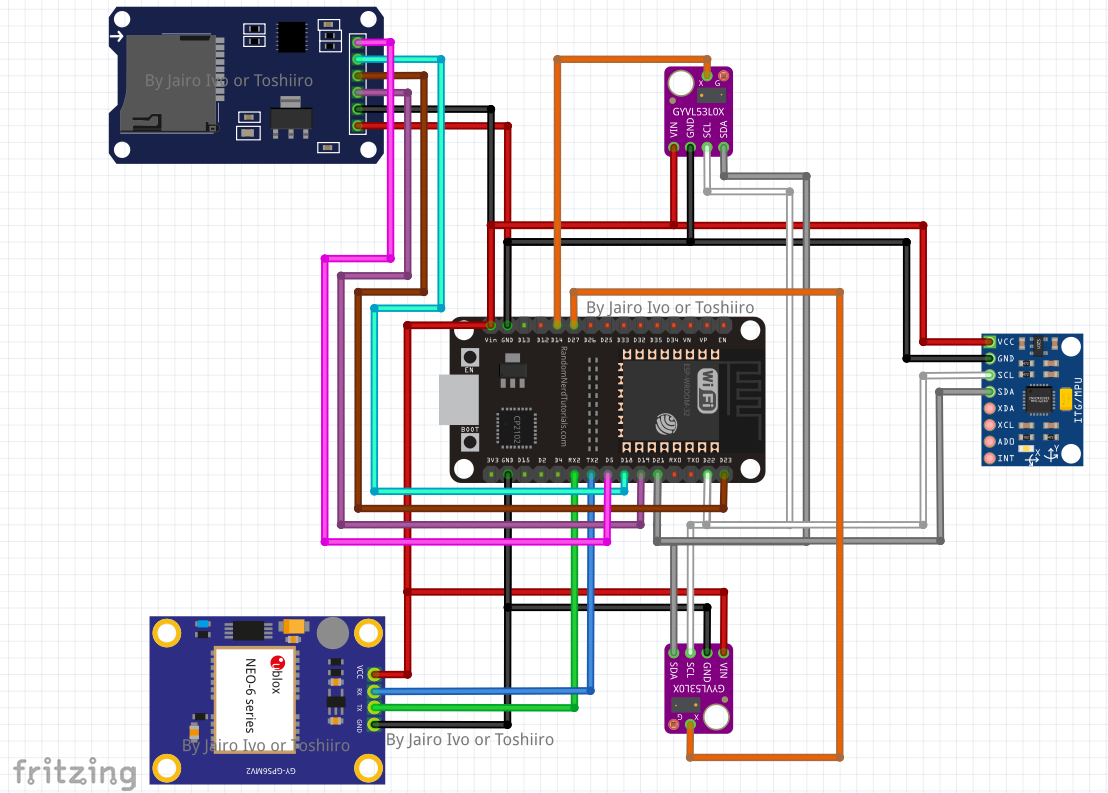 By Jairo Ivo or Toshiiro
X
G
GYVL53L0X
VIN
GND
SCL
SDA
By Jairo Ivo or Toshiiro
Vin GND D13 D12 D14 D27 D26 D25 D33 D32 D35 D34 VN VP EN
EN
BOOT
CP2102
RandomNerdTutorials.com
ESP-WROOM-32
WiFi
3V3 GND D15 D2 D4 RX2 TX2 D5 D18 D19 D21 RX0 TX0 D22 D23
VCC
GND
SCL
SDA
XDA
XCL
ADO
INT
ITG/MPU
X
Y
SDA
SCL
GND
VIN
GYVL53L0X
G
X
ublox
NEO-6 series
VCC
RX
TX
GND
By Jairo Ivo or Toshiiro
By Jairo Ivo or Toshiiro
GY-GPS6MV2
fritzing